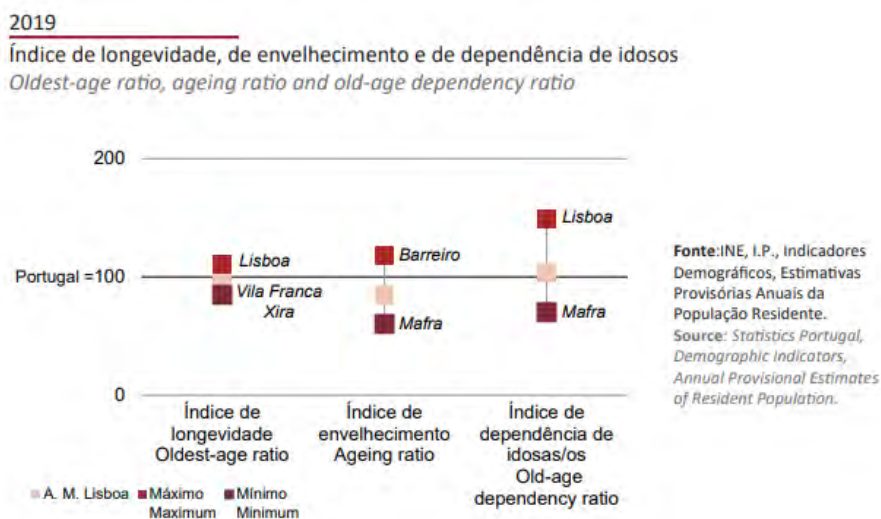 2019
Índice de longevidade, de envelhecimento e de dependência de idosos
Oldest-age ratio, ageing ratio and old-age dependency ratio
200
Lisboa
Lisboa
Barreiro
Portugal =100
Vila Franca
Xira
Mafra
Mafra
0
Índice de
longevidade
Oldest-age ratio
Índice de
envelhecimento
Ageing ratio
Índice de
dependência de
idosas/os
Old-age
dependency ratio
A. M. Lisboa
Máximo
Maximum
Mínimo
Minimum
Fonte:INE, I.P., Indicadores
Demográficos, Estimativas
Provisórias Anuais da
População Residente.
Source: Statistics Portugal,
Demographic Indicators,
Annual Provisional Estimates
of Resident Population.